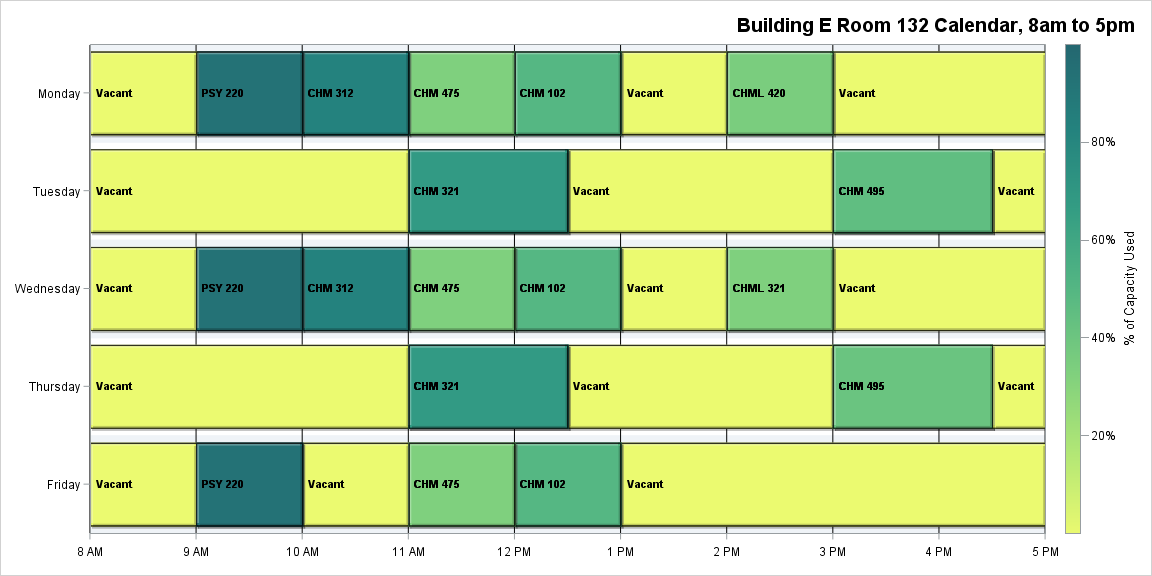 Building E Room 132 Calendar, 8am to 5pm
Monday Vacant PSY 220 CHM 312 CHM 475 CHM 102 Vacant CHML 420 Vacant
80%
Tuesday Vacant CHM 321 Vacant CHM 495 Vacant
60%
% of Capacity Used
Wednesday Vacant PSY 220 CHM 312 CHM 475 CHM 102 Vacant CHML 321 Vacant
40%
Thursday Vacant CHM 321 Vacant CHM 495 Vacant
20%
Friday Vacant PSY 220 Vacant CHM 475 CHM 102 Vacant
8 AM 9 AM 10 AM 11 AM 12 PM 1 PM 2 PM 3 PM 4 PM 5 PM